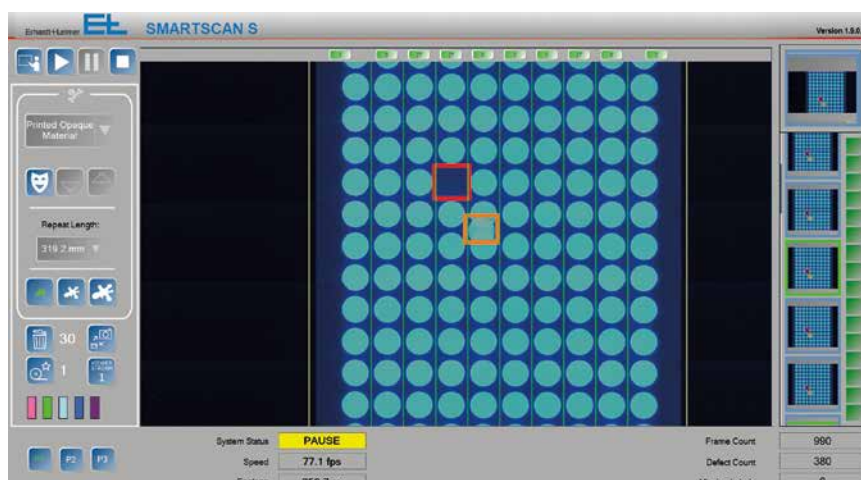 Erhardt+Leimer
SMARTSCAN S
Version 1.9.0
Printed Opaque
Material
Repeat Length:
319.2 mm
30
1
1
P2
P3
System Status
PAUSE
Frame Count
990
Speed
77.1 fps
Defect Count
380